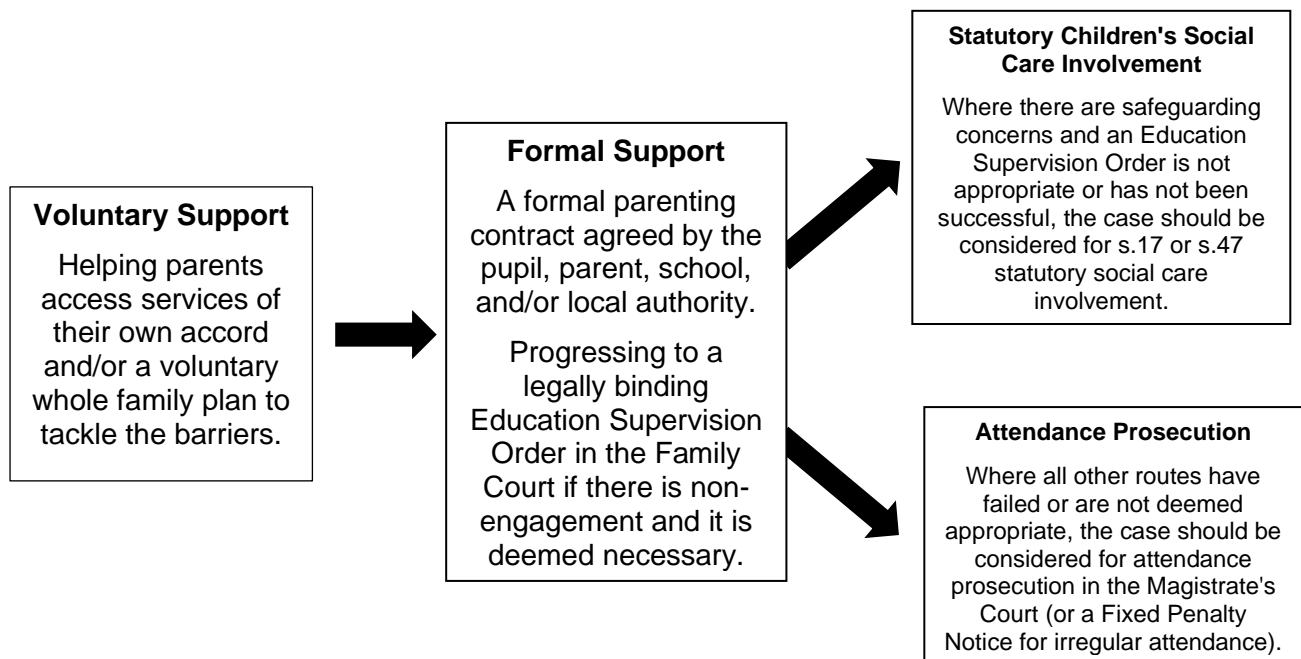 Voluntary Support
Helping parents
access services of
their own accord
and/or a voluntary
whole family plan to
tackle the barriers.
Formal Support
A formal parenting
contract agreed by the
pupil, parent, school,
and/or local authority.
Progressing to a
legally binding
Education Supervision
Order in the Family
Court if there is non-
engagement and it is
deemed necessary.
Statutory Children's Social
Care Involvement
Where there are safeguarding
concerns and an Education
Supervision Order is not
appropriate or has not been
successful, the case should be
considered for s.17 or s.47
statutory social care
involvement.
Attendance Prosecution
Where all other routes have
failed or are not deemed
appropriate, the case should be
considered for attendance
prosecution in the Magistrate's
Court (or a Fixed Penalty
Notice for irregular attendance).